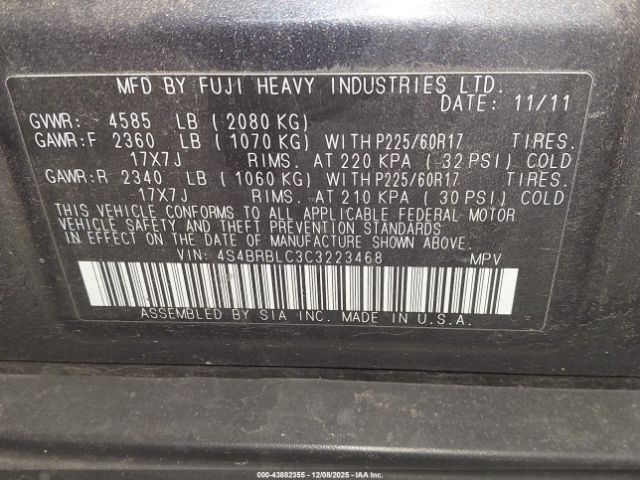 MFD BY FUJI HEAVY INDUSTRIES LTD.
DATE: 11/11
GVWR: 4585 LB (2080 KG)
GAWR:F 2360 LB (1070 KG) WITH P225/60R17 TIRES.
17X7J RIMS. AT 220 KPA (32 PSI) COLD
GAWR:R 2340 LB (1060 KG) WITH P225/60R17 TIRES.
17X7J RIMS. AT 210 KPA (30 PSI) COLD
THIS VEHICLE CONFORMS TO ALL APPLICABLE FEDERAL MOTOR
VEHICLE SAFETY AND THEFT PREVENTION STANDARDS
IN EFFECT ON THE DATE OF MANUFACTURE SHOWN ABOVE.
VIN: 4S4BRBLC3C3223468 MPV
ASSEMBLED BY SIA INC. MADE IN U.S.A.
000-43882355 - 12/08/2025 - IAA Inc.